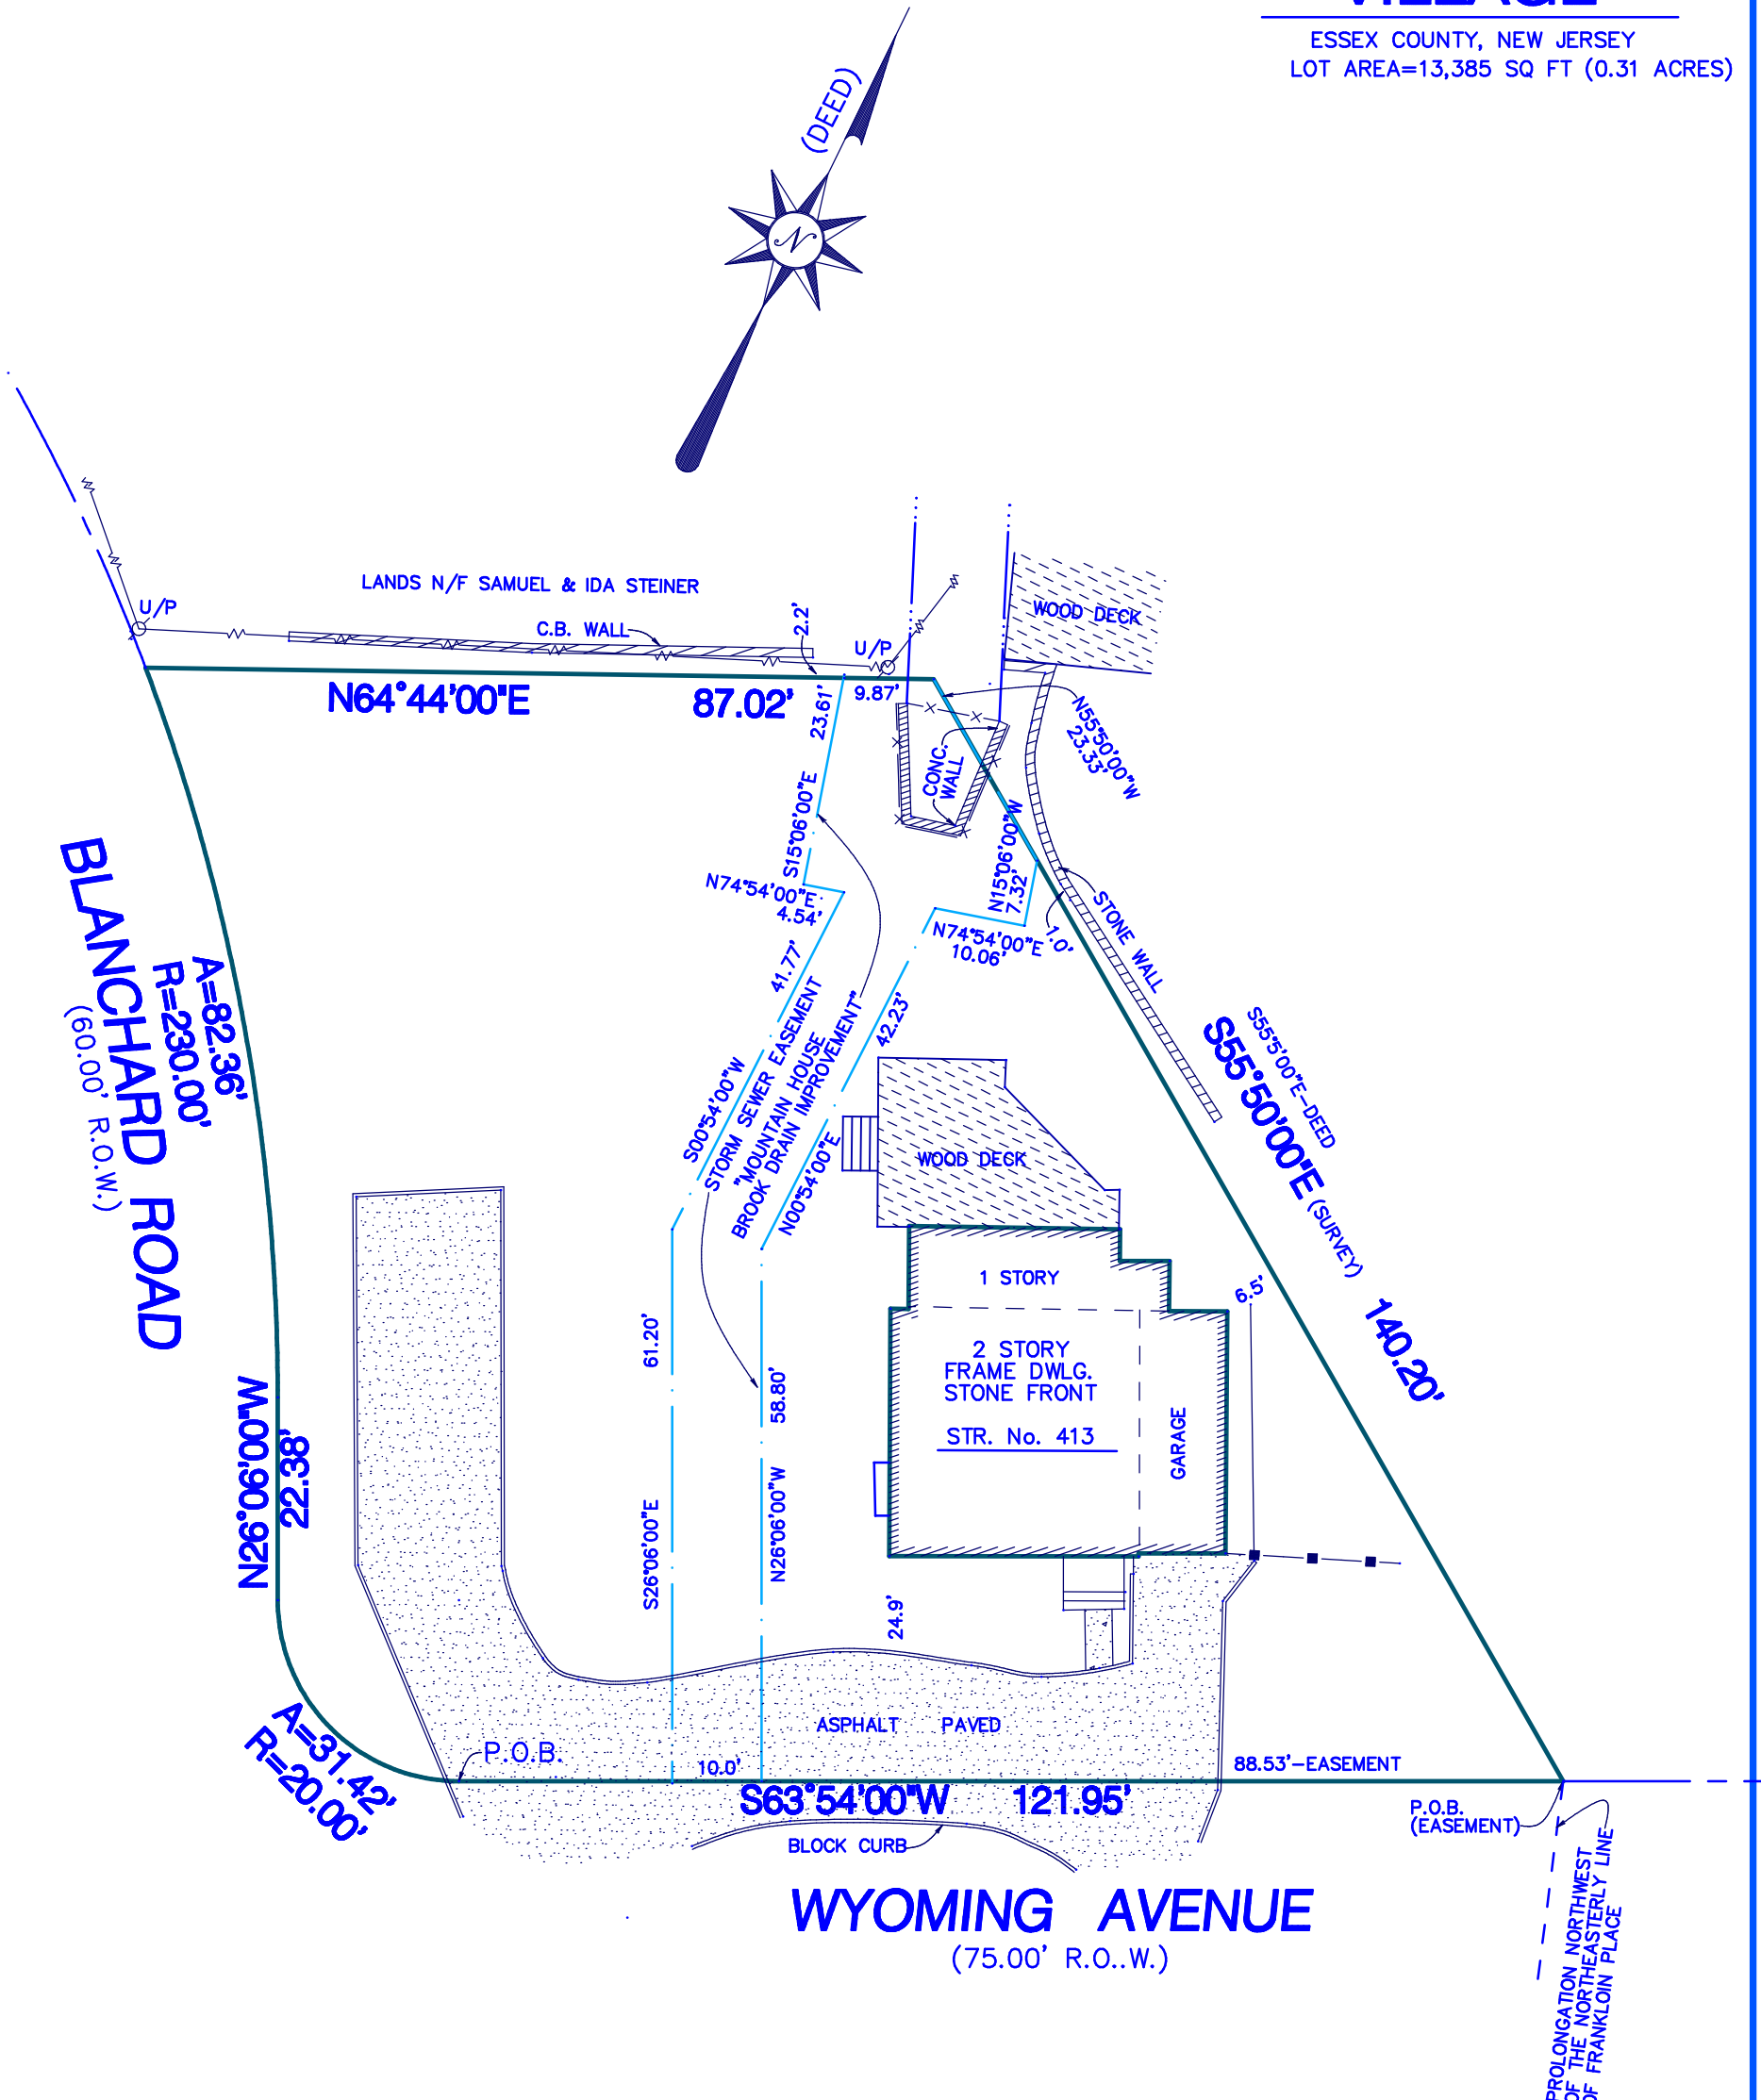 ESSEX COUNTY, NEW JERSEY
LOT AREA=13,385 SQ FT (0.31 ACRES)
(DEED)
N
LANDS N/F SAMUEL & IDA STEINER
U/P
C.B. WALL
2.2'
U/P
WOOD DECK
N64°44'00"E
87.02'
9.87'
23.61'
S15°06'00"E
CONC.
WALL
N55°50'00"W
23.33'
N74°54'00"E
4.54'
N15°06'00"W
7.32'
N74°54'00"E
10.06'
1.0'
STONE WALL
41.77'
S00°54'00"W
STORM SEWER EASEMENT
"MOUNTAIN HOUSE
BROOK DRAIN IMPROVEMENT"
42.23'
N00°54'00"E
S55°5'00"E-DEED
S55°50'00"E (SURVEY) 140.20'
BLANCHARD ROAD
(60.00' R.O.W.)
A=82.36'
R=230.00'
WOOD DECK
1 STORY
2 STORY
FRAME DWLG.
STONE FRONT
STR. No. 413
GARAGE
6.5'
61.20'
S26°06'00"E
58.80'
N26°06'00"W
N26°06'00"W
22.38'
24.9'
A=31.42'
R=20.00'
P.O.B.
ASPHALT PAVED
10.0'
88.53'-EASEMENT
S63°54'00"W 121.95'
BLOCK CURB
P.O.B.
(EASEMENT)
WYOMING AVENUE
(75.00' R.O..W.)
PROLONGATION NORTHWEST
OF THE NORTHEASTERLY LINE
OF FRANKLOIN PLACE